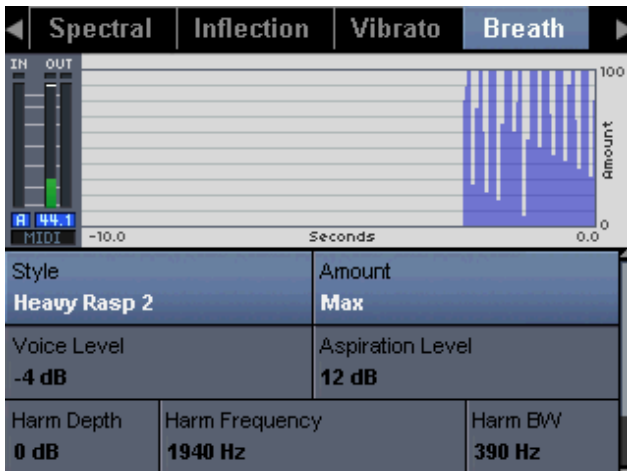 Spectral Inflection Vibrato Breath
IN OUT
100
Amount
0
A 44.1
MIDI
-10.0 Seconds 0.0
Style Amount
Heavy Rasp 2 Max
Voice Level Aspiration Level
-4 dB 12 dB
Harm Depth Harm Frequency Harm BW
0 dB 1940 Hz 390 Hz